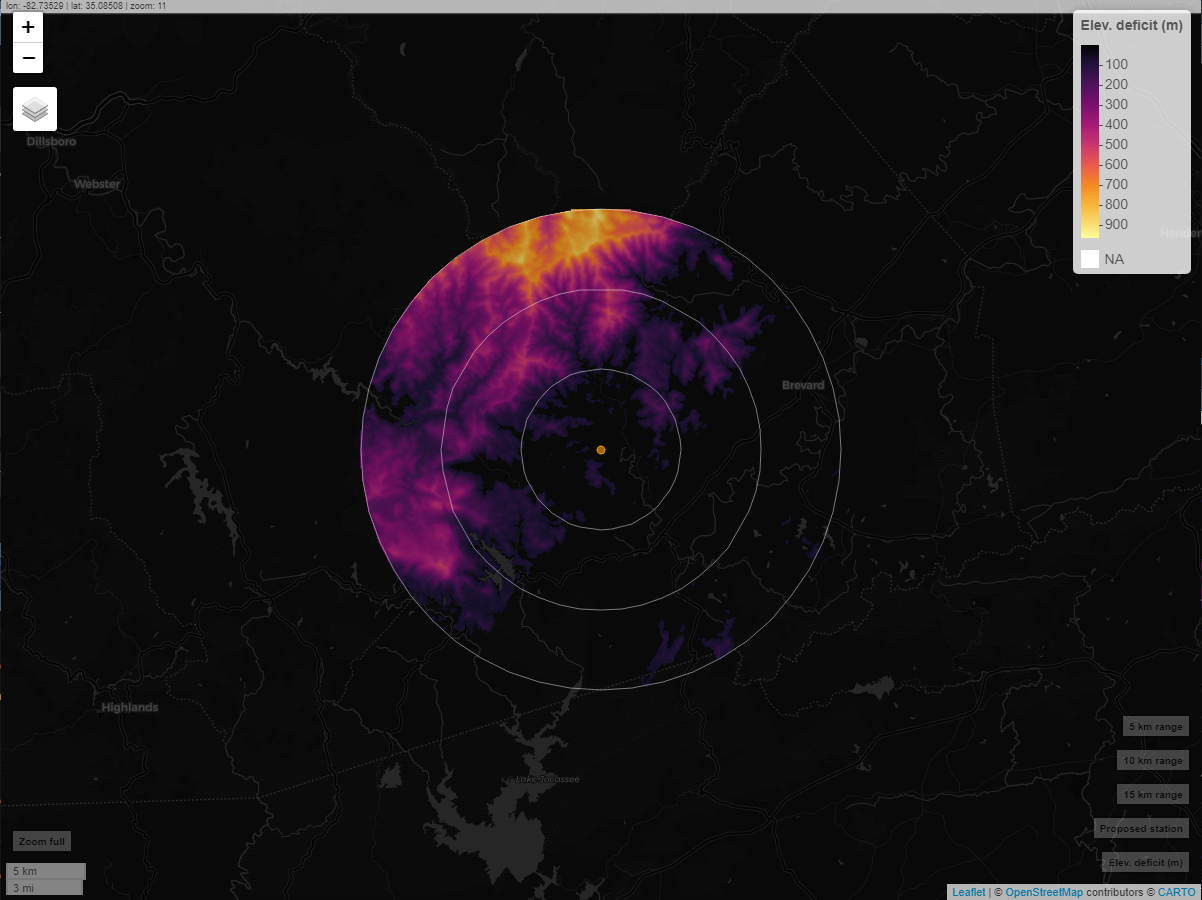 lon: -82.73529 | lat: 35.08508 | zoom: 11
+
−
Elev. deficit (m)
100
200
300
400
500
600
700
800
900
NA
Dillsboro
Webster
Hender
Brevard
Highlands
Lake Jocassee
5 km range
10 km range
15 km range
Proposed station
Elev. deficit (m)
Zoom full
5 km
3 mi
Leaflet | © OpenStreetMap contributors © CARTO